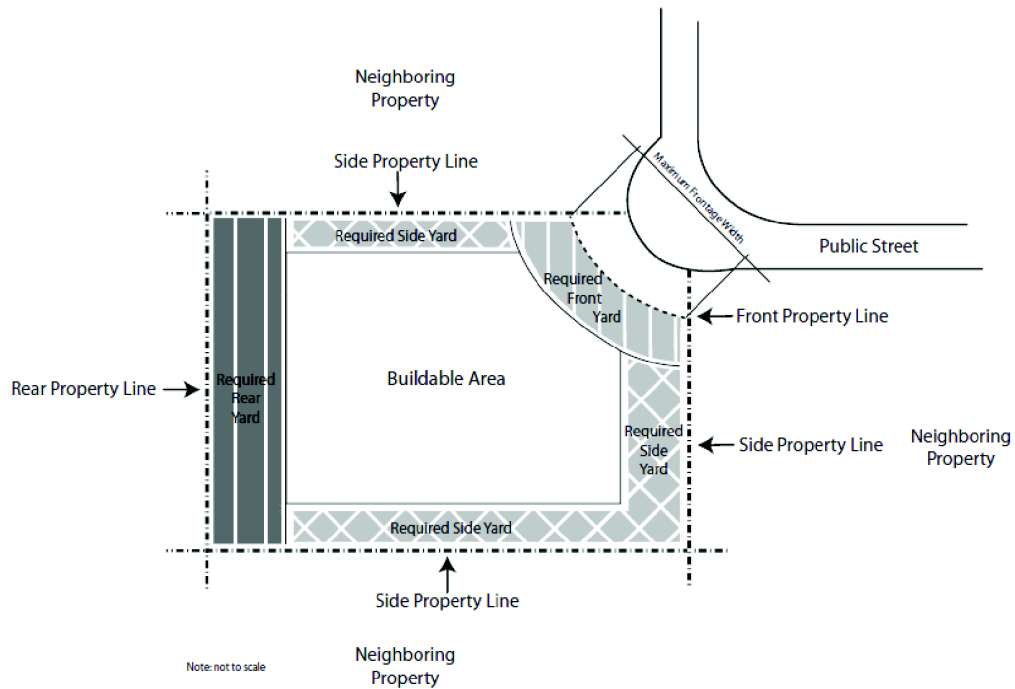 Neighboring
Property
Maximum Frontage Width
Side Property Line
Required Side Yard
Public Street
Required
Front
Yard
Front Property Line
Buildable Area
Rear Property Line
Required
Rear
Yard
Required
Side
Yard
Side Property Line
Neighboring
Property
Required Side Yard
Side Property Line
Note: not to scale
Neighboring
Property